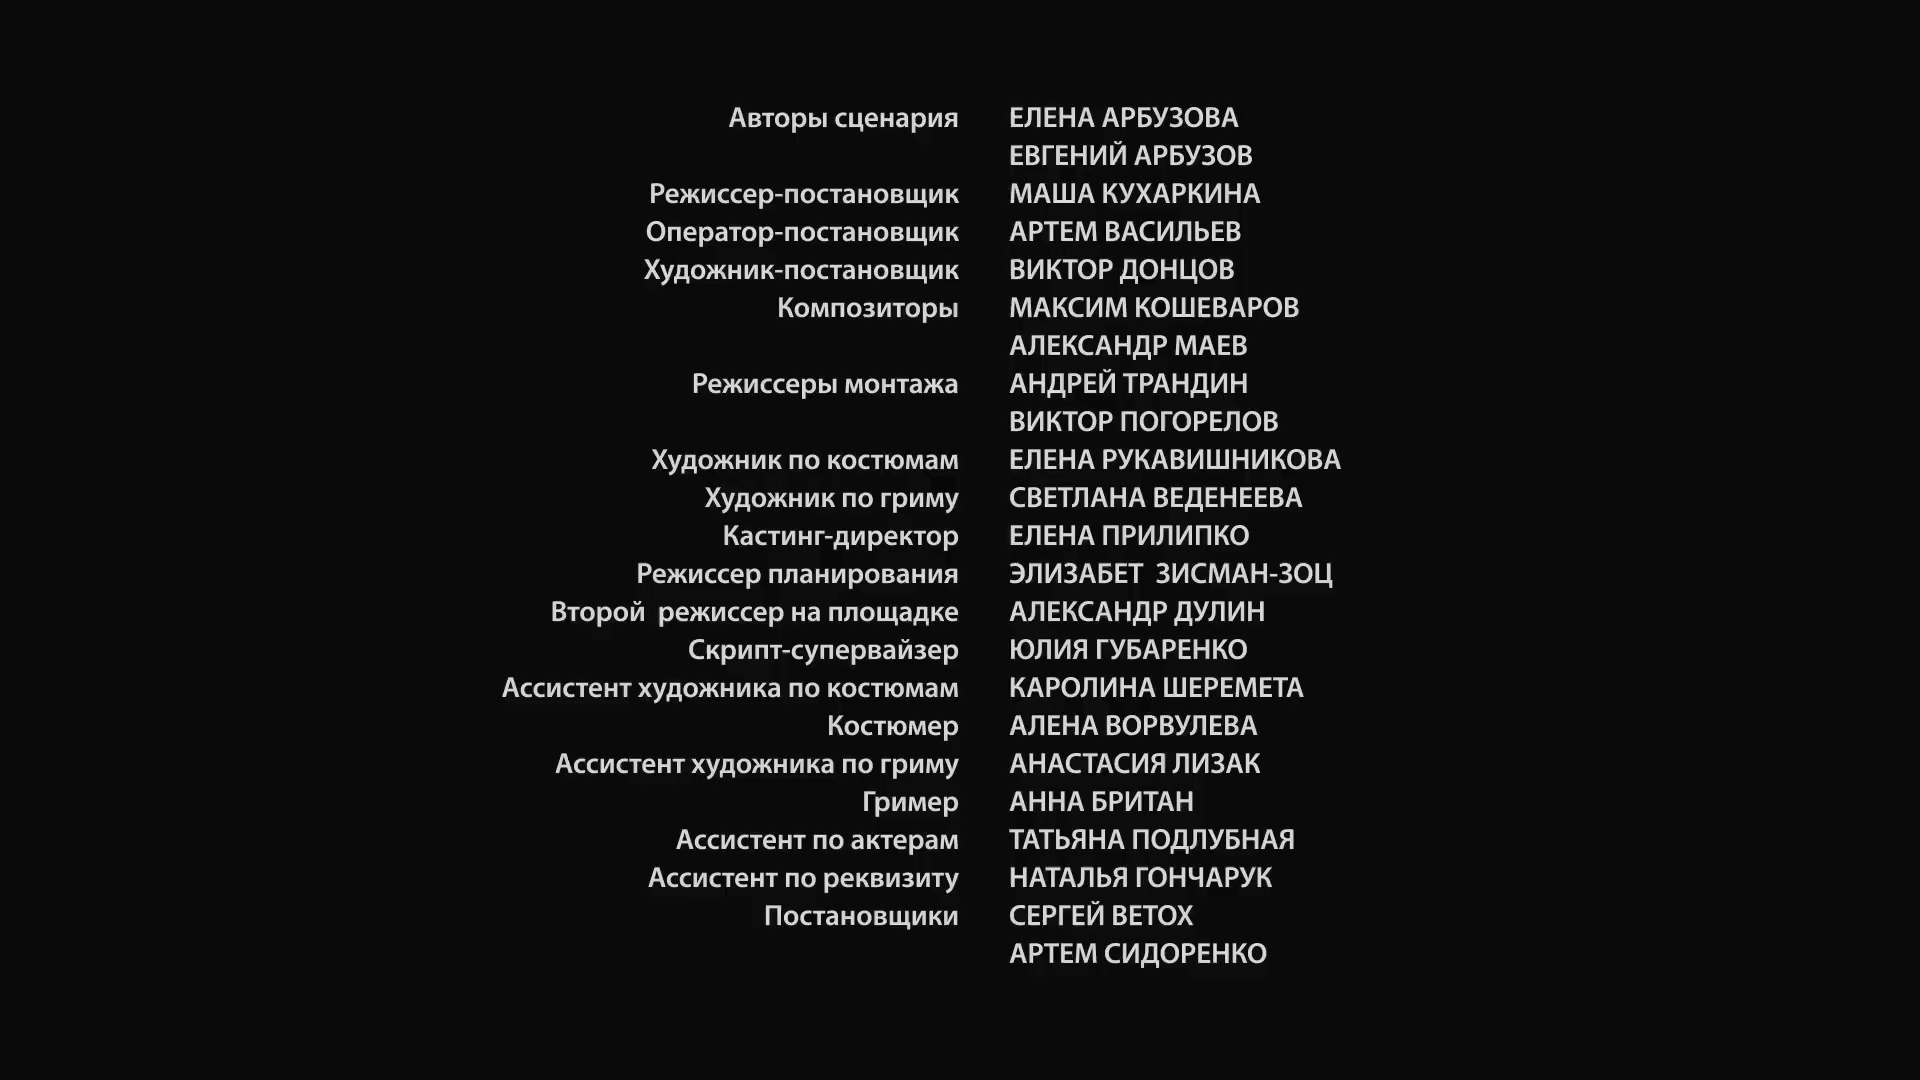 Авторы сценария ЕЛЕНА АРБУЗОВА
ЕВГЕНИЙ АРБУЗОВ
Режиссер-постановщик МАША КУХАРКИНА
Оператор-постановщик АРТЕМ ВАСИЛЬЕВ
Художник-постановщик ВИКТОР ДОНЦОВ
Композиторы МАКСИМ КОШЕВАРОВ
АЛЕКСАНДР МАЕВ
Режиссеры монтажа АНДРЕЙ ТРАНДИН
ВИКТОР ПОГОРЕЛОВ
Художник по костюмам ЕЛЕНА РУКАВИШНИКОВА
Художник по гриму СВЕТЛАНА ВЕДЕНЕЕВА
Кастинг-директор ЕЛЕНА ПРИЛИПКО
Режиссер планирования ЭЛИЗАБЕТ ЗИСМАН-ЗОЦ
Второй режиссер на площадке АЛЕКСАНДР ДУЛИН
Скрипт-супервайзер ЮЛИЯ ГУБАРЕНКО
Ассистент художника по костюмам КАРОЛИНА ШЕРЕМЕТА
Костюмер АЛЕНА ВОРВУЛЕВА
Ассистент художника по гриму АНАСТАСИЯ ЛИЗАК
Гример АННА БРИТАН
Ассистент по актерам ТАТЬЯНА ПОДЛУБНАЯ
Ассистент по реквизиту НАТАЛЬЯ ГОНЧАРУК
Постановщики СЕРГЕЙ ВЕТОХ
АРТЕМ СИДОРЕНКО